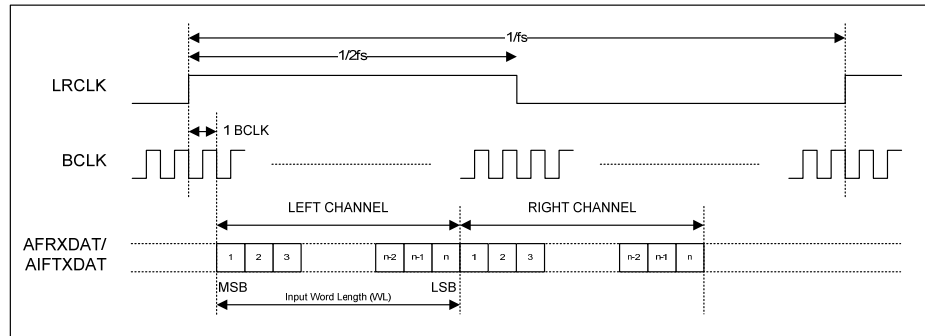 1/fs
1/2fs
LRCLK
1 BCLK
BCLK
LEFT CHANNEL RIGHT CHANNEL
AFRXDAT/
AIFTXDAT
1 2 3 n-2 n-1 n 1 2 3 n-2 n-1 n
MSB LSB
Input Word Length (WL)